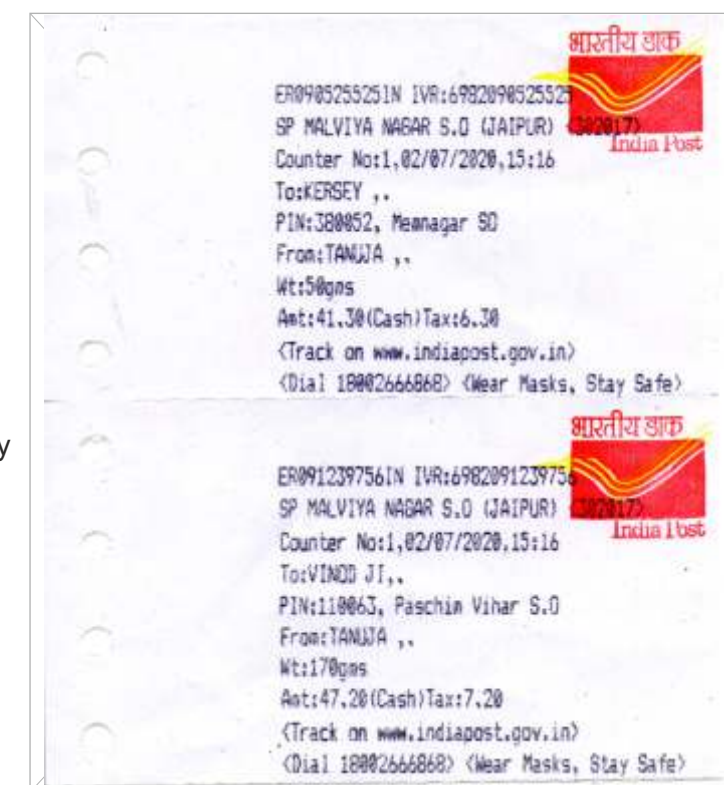 भारतीय डाक
ER090525525IN IVR:6982090525525
SP MALVIYA NAGAR S.O (JAIPUR) <302017>
India Post
Counter No:1,02/07/2020,15:16
To:KERSEY ,.
PIN:380052, Memnagar SO
From:TANUJA ,.
Wt:50gms
Amt:41.30(Cash)Tax:6.30
<Track on www.indiapost.gov.in>
<Dial 18002666868> <Wear Masks, Stay Safe>
भारतीय डाक
y
ER091239756IN IVR:6982091239756
SP MALVIYA NAGAR S.O (JAIPUR) <302017>
India Post
Counter No:1,02/07/2020,15:16
To:VINOD JI,.
PIN:110063, Paschim Vihar S.O
From:TANUJA ,.
Wt:170gms
Amt:47.20(Cash)Tax:7.20
<Track on www.indiapost.gov.in>
<Dial 18002666868> <Wear Masks, Stay Safe>